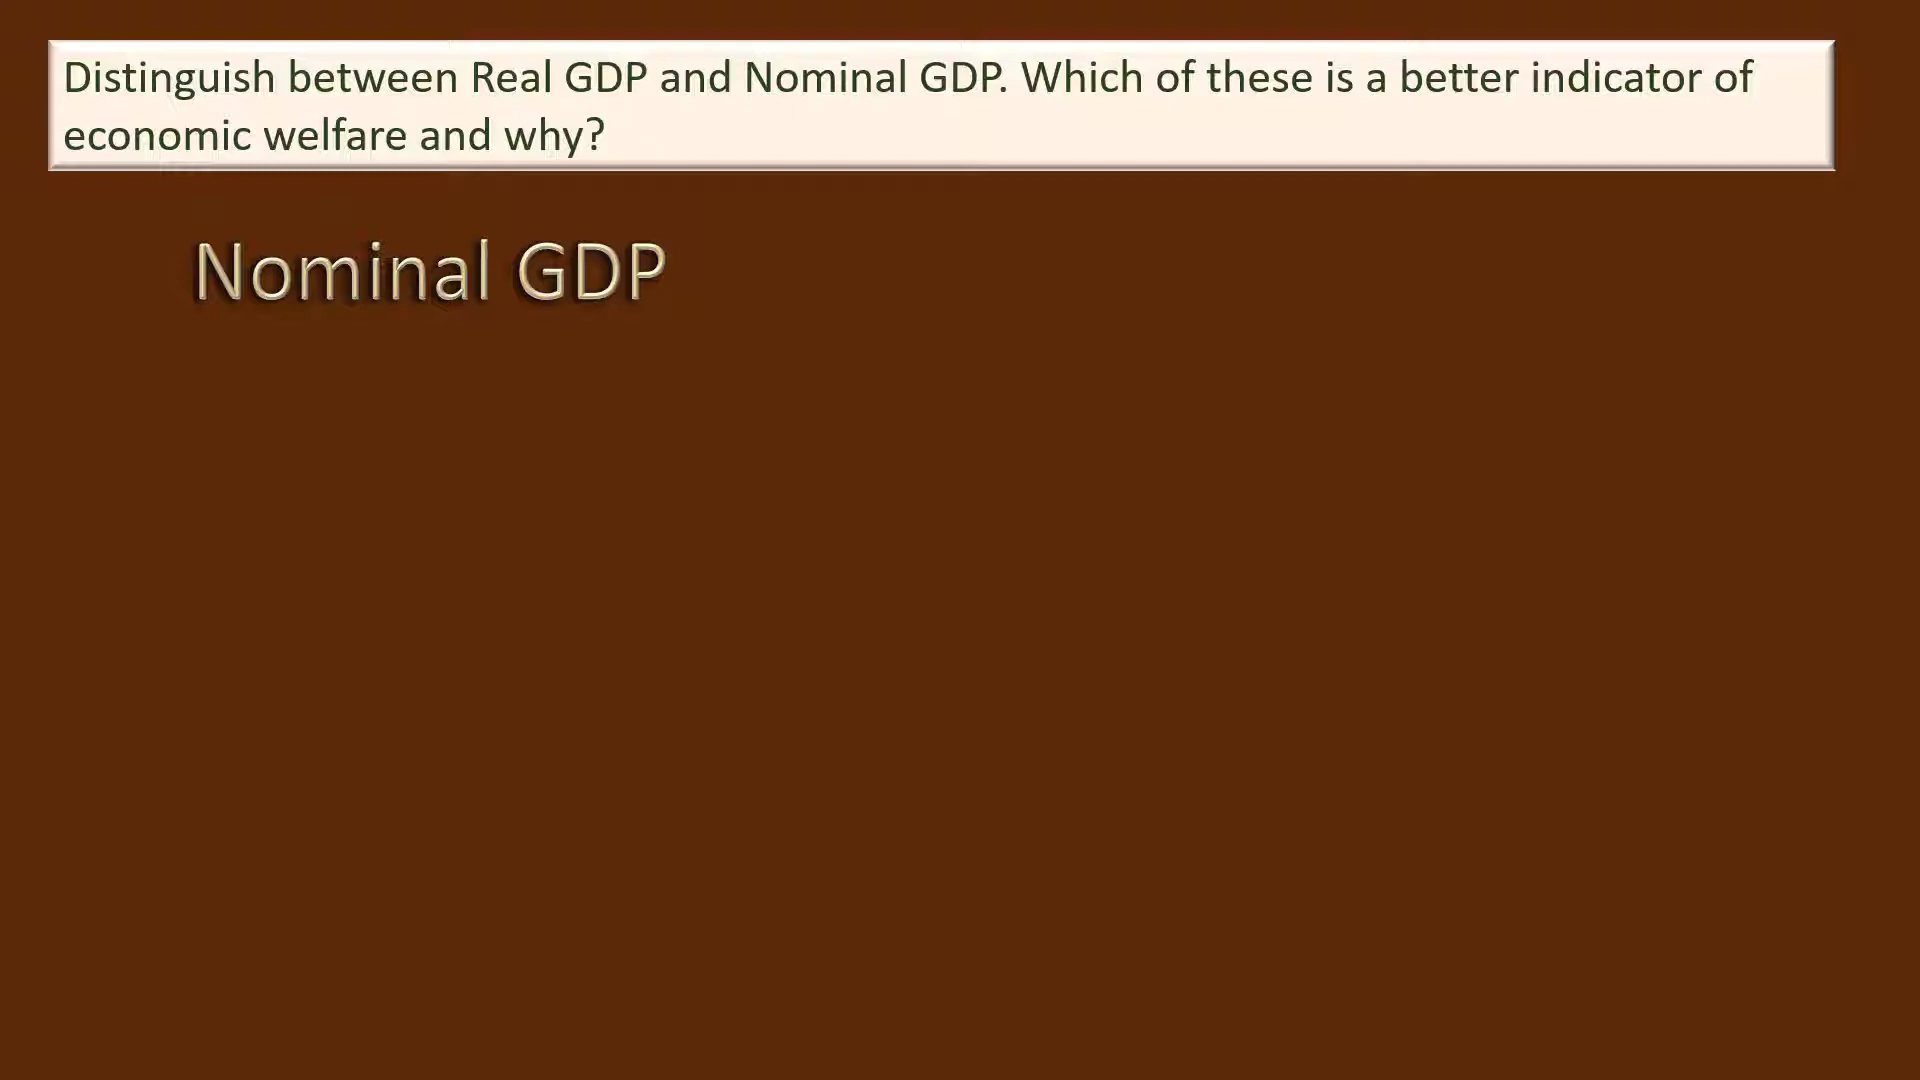 Distinguish between Real GDP and Nominal GDP. Which of these is a better indicator of
economic welfare and why?
Nominal GDP